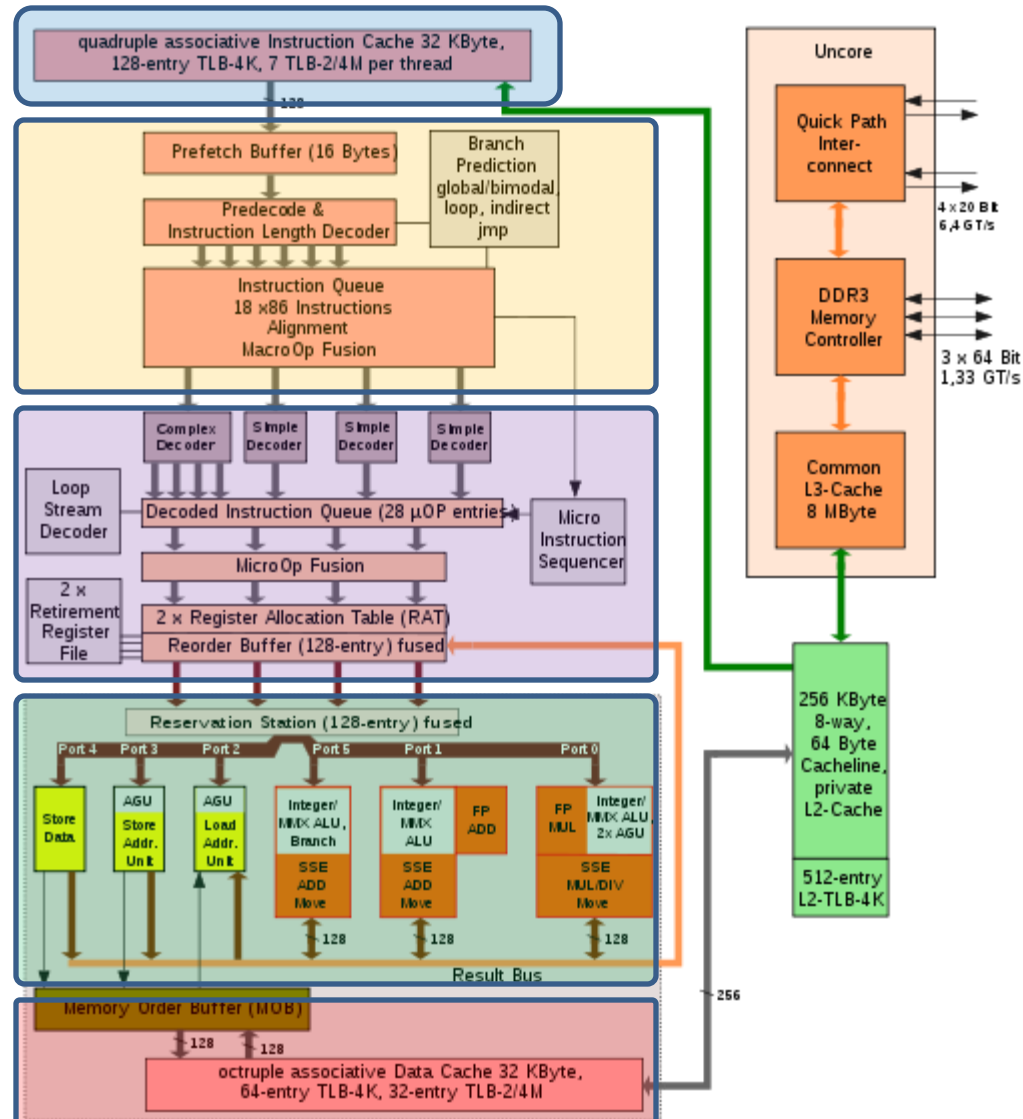 quadruple associative Instruction Cache 32 KByte,
128-entry TLB-4K, 7 TLB-2/4M per thread
128
Prefetch Buffer (16 Bytes)
Branch
Prediction
global/bimodal,
loop, indirect
jmp
Predecode &
Instruction Length Decoder
Instruction Queue
18 x86 Instructions
Alignment
MacroOp Fusion
Complex
Decoder
Simple
Decoder
Simple
Decoder
Simple
Decoder
Loop
Stream
Decoder
Decoded Instruction Queue (28 µOP entries)
Micro
Instruction
Sequencer
MicroOp Fusion
2 x
Retirement
Register
File
2 x Register Allocation Table (RAT)
Reorder Buffer (128-entry) fused
Reservation Station (128-entry) fused
Port 4
Port 3
Port 2
Port 5
Port 1
Port 0
Store
Data
AGU
Store
Addr.
Unit
AGU
Load
Addr.
Unit
Integer/
MMX ALU,
Branch
SSE
ADD
Move
Integer/
MMX
ALU
FP
ADD
SSE
ADD
Move
FP
MUL
Integer/
MMX ALU,
2x AGU
SSE
MUL/DIV
Move
128
128
128
Result Bus
Memory Order Buffer (MOB)
128
128
octruple associative Data Cache 32 KByte,
64-entry TLB-4K, 32-entry TLB-2/4M
Uncore
Quick Path
Inter-
connect
4 x 20 Bit
6,4 GT/s
DDR3
Memory
Controller
3 x 64 Bit
1,33 GT/s
Common
L3-Cache
8 MByte
256 KByte
8-way,
64 Byte
Cacheline,
private
L2-Cache
512-entry
L2-TLB-4K
256